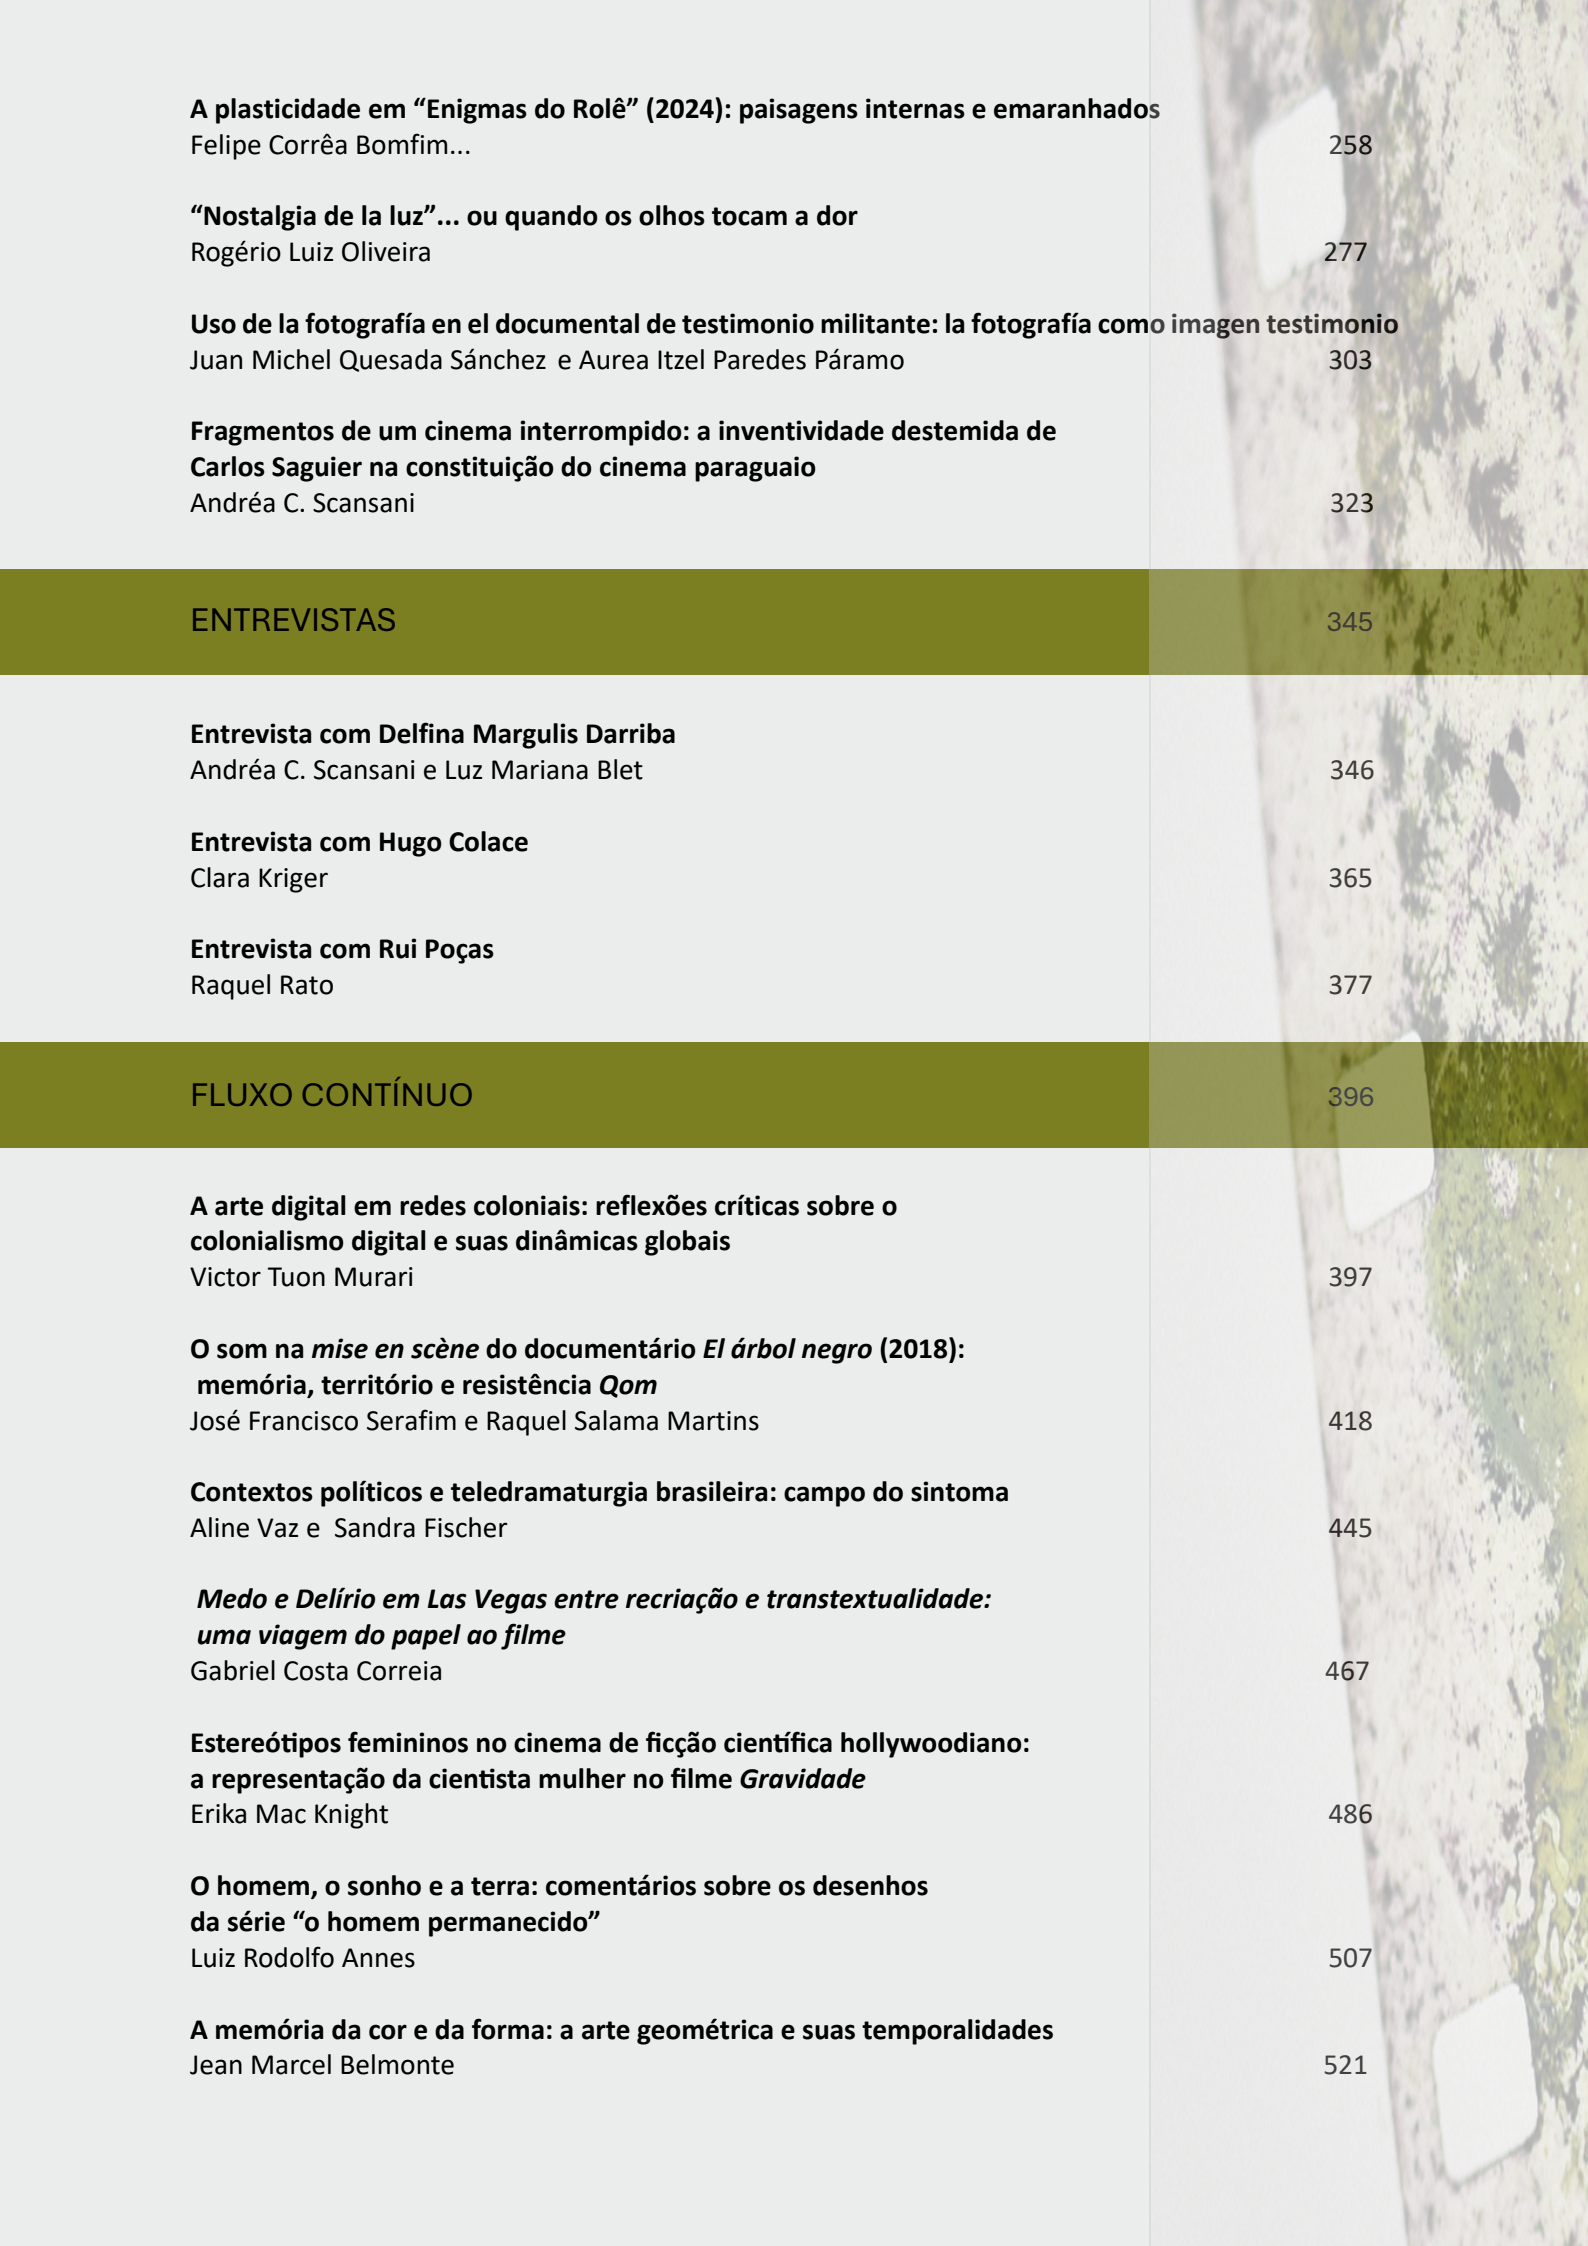 A plasticidade em “Enigmas do Rolê” (2024): paisagens internas e emaranhados
Felipe Corrêa Bomfim... 258
“Nostalgia de la luz”... ou quando os olhos tocam a dor
Rogério Luiz Oliveira 277
Uso de la fotografía en el documental de testimonio militante: la fotografía como imagen testimonio
Juan Michel Quesada Sánchez e Aurea Itzel Paredes Páramo 303
Fragmentos de um cinema interrompido: a inventividade destemida de
Carlos Saguier na constituição do cinema paraguaio
Andréa C. Scansani 323
ENTREVISTAS 345
Entrevista com Delfina Margulis Darriba
Andréa C. Scansani e Luz Mariana Blet 346
Entrevista com Hugo Colace
Clara Kriger 365
Entrevista com Rui Poças
Raquel Rato 377
FLUXO CONTÍNUO 396
A arte digital em redes coloniais: reflexões críticas sobre o
colonialismo digital e suas dinâmicas globais
Victor Tuon Murari 397
O som na mise en scène do documentário El árbol negro (2018):
memória, território e resistência Qom
José Francisco Serafim e Raquel Salama Martins 418
Contextos políticos e teledramaturgia brasileira: campo do sintoma
Aline Vaz e Sandra Fischer 445
Medo e Delírio em Las Vegas entre recriação e transtextualidade:
uma viagem do papel ao filme
Gabriel Costa Correia 467
Estereótipos femininos no cinema de ficção científica hollywoodiano:
a representação da cientista mulher no filme Gravidade
Erika Mac Knight 486
O homem, o sonho e a terra: comentários sobre os desenhos
da série “o homem permanecido”
Luiz Rodolfo Annes 507
A memória da cor e da forma: a arte geométrica e suas temporalidades
Jean Marcel Belmonte 521